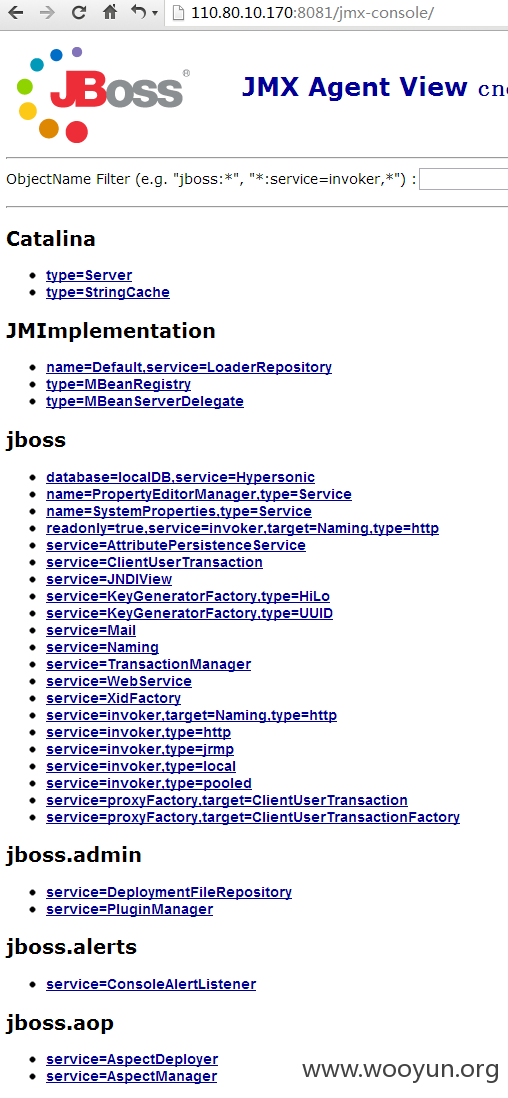 110.80.10.170:8081/jmx-console/
JBoss®
JMX Agent View
ObjectName Filter (e.g. "jboss:*", "*:service=invoker,*") :
Catalina
type=Server
type=StringCache
JMImplementation
name=Default,service=LoaderRepository
type=MBeanRegistry
type=MBeanServerDelegate
jboss
database=localDB,service=Hypersonic
name=PropertyEditorManager,type=Service
name=SystemProperties,type=Service
readonly=true,service=invoker,target=Naming,type=http
service=AttributePersistenceService
service=ClientUserTransaction
service=JNDIView
service=KeyGeneratorFactory,type=HiLo
service=KeyGeneratorFactory,type=UUID
service=Mail
service=Naming
service=TransactionManager
service=WebService
service=XidFactory
service=invoker,target=Naming,type=http
service=invoker,type=http
service=invoker,type=jrmp
service=invoker,type=local
service=invoker,type=pooled
service=proxyFactory,target=ClientUserTransaction
service=proxyFactory,target=ClientUserTransactionFactory
jboss.admin
service=DeploymentFileRepository
service=PluginManager
jboss.alerts
service=ConsoleAlertListener
jboss.aop
service=AspectDeployer
service=AspectManager
www.wooyun.org